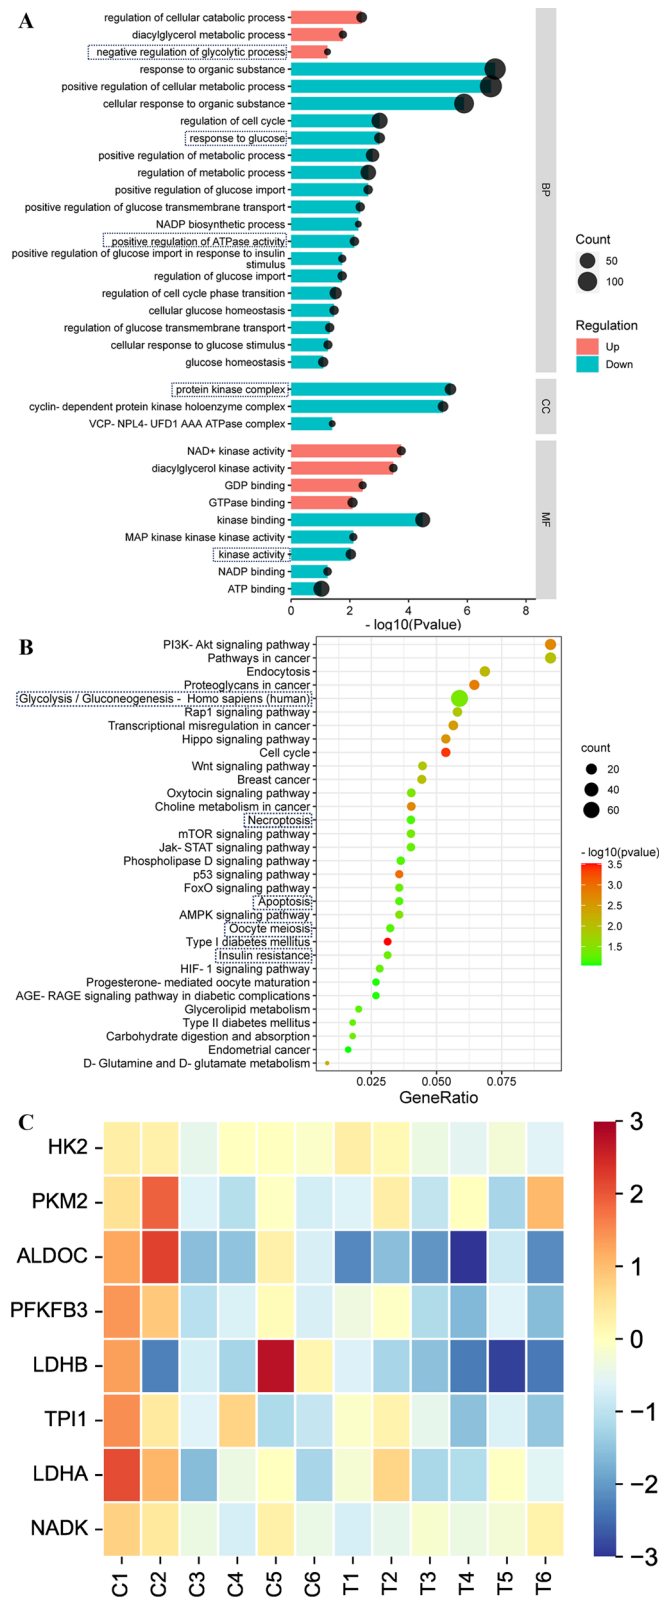 A
regulation of cellular catabolic process
diacylglycerol metabolic process
negative regulation of glycolytic process
response to organic substance
positive regulation of cellular metabolic process
cellular response to organic substance
regulation of cell cycle
response to glucose
positive regulation of metabolic process
regulation of metabolic process
positive regulation of glucose import
positive regulation of glucose transmembrane transport
NADP biosynthetic process
positive regulation of ATPase activity
positive regulation of glucose import in response to insulin
stimulus
regulation of glucose import
regulation of cell cycle phase transition
cellular glucose homeostasis
regulation of glucose transmembrane transport
cellular response to glucose stimulus
glucose homeostasis
BP
protein kinase complex
cyclin- dependent protein kinase holoenzyme complex
VCP- NPL4- UFD1 AAA ATPase complex
CC
NAD+ kinase activity
diacylglycerol kinase activity
GDP binding
GTPase binding
kinase binding
MAP kinase kinase kinase activity
kinase activity
NADP binding
ATP binding
MF
0 2 4 6 8
- log10(Pvalue)
Count
50
100
Regulation
Up
Down
B
PI3K- Akt signaling pathway
Pathways in cancer
Endocytosis
Proteoglycans in cancer
Glycolysis / Gluconeogenesis - Homo sapiens (human)
Rap1 signaling pathway
Transcriptional misregulation in cancer
Hippo signaling pathway
Cell cycle
Wnt signaling pathway
Breast cancer
Oxytocin signaling pathway
Choline metabolism in cancer
Necroptosis
mTOR signaling pathway
Jak- STAT signaling pathway
Phospholipase D signaling pathway
p53 signaling pathway
FoxO signaling pathway
Apoptosis
AMPK signaling pathway
Oocyte meiosis
Type I diabetes mellitus
Insulin resistance
HIF- 1 signaling pathway
Progesterone- mediated oocyte maturation
AGE- RAGE signaling pathway in diabetic complications
Glycerolipid metabolism
Type II diabetes mellitus
Carbohydrate digestion and absorption
Endometrial cancer
D- Glutamine and D- glutamate metabolism
0.025 0.050 0.075
GeneRatio
count
20
40
60
- log10(pvalue)
3.5
3.0
2.5
2.0
1.5
C
HK2
PKM2
ALDOC
PFKFB3
LDHB
TPI1
LDHA
NADK
C1 C2 C3 C4 C5 C6 T1 T2 T3 T4 T5 T6
3
2
1
0
−1
−2
−3